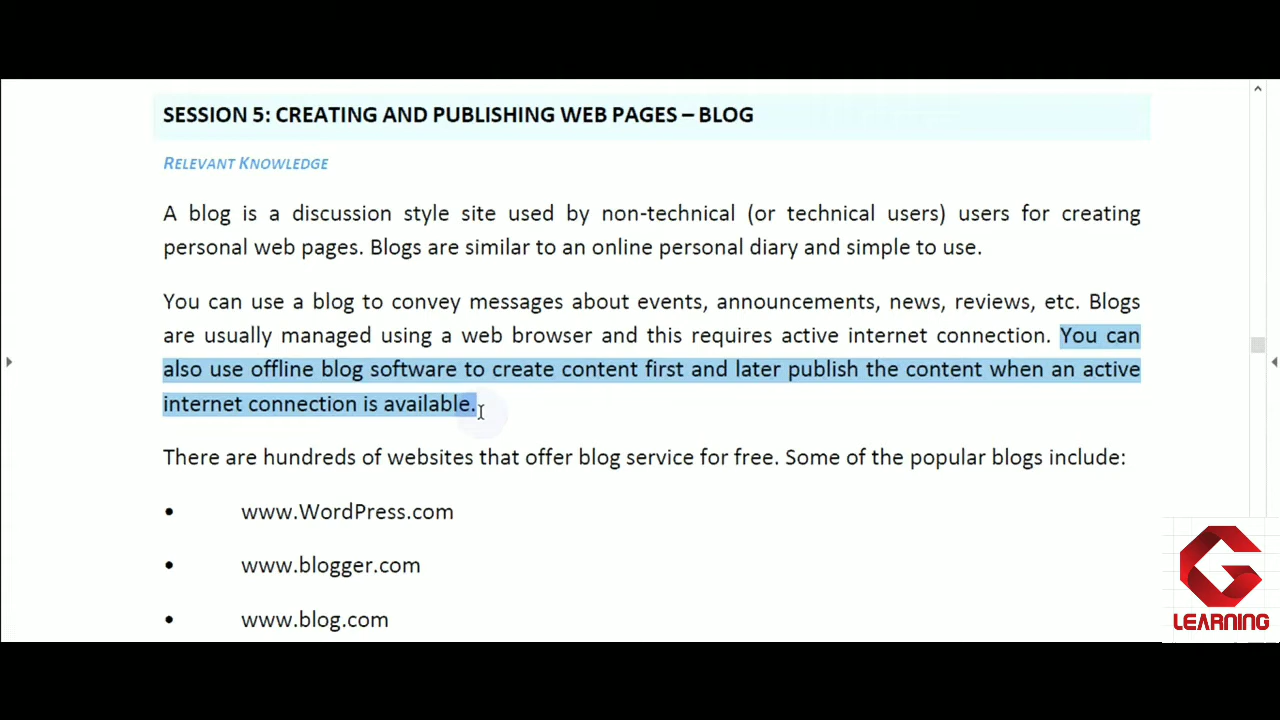 SESSION 5: CREATING AND PUBLISHING WEB PAGES – BLOG
RELEVANT KNOWLEDGE
A blog is a discussion style site used by non-technical (or technical users) users for creating
personal web pages. Blogs are similar to an online personal diary and simple to use.
You can use a blog to convey messages about events, announcements, news, reviews, etc. Blogs
are usually managed using a web browser and this requires active internet connection. You can
also use offline blog software to create content first and later publish the content when an active
internet connection is available.
There are hundreds of websites that offer blog service for free. Some of the popular blogs include:
• www.WordPress.com
• www.blogger.com
• www.blog.com
G
LEARNING